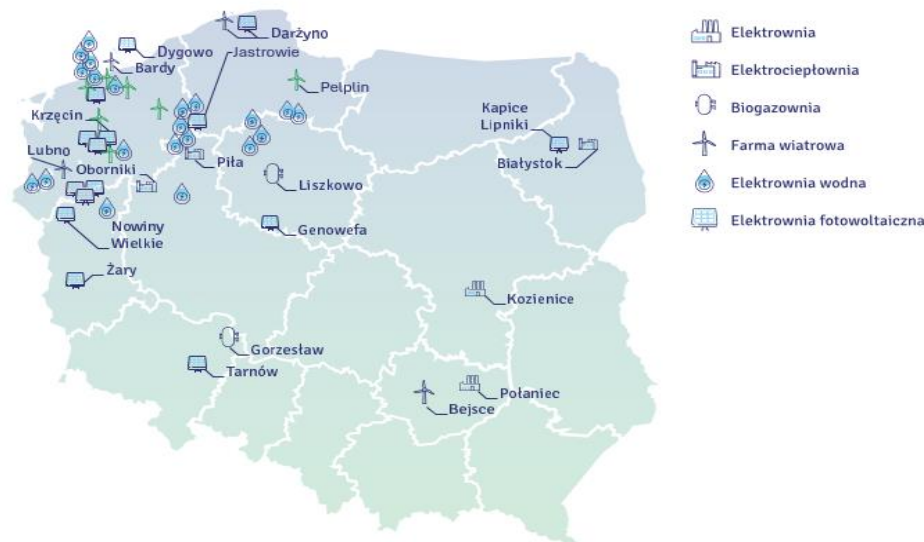 Darżyno
Dygowo
Jastrowie
Bardy
Pelplin
Krzęcin
Kapice
Lipniki
Lubno
Białystok
Oborniki
Piła
Liszkowo
Nowiny
Wielkie
Genowefa
Żary
Kozienice
Gorzesław
Tarnów
Połaniec
Bejsce
Elektrownia
Elektrociepłownia
Biogazownia
Farma wiatrowa
Elektrownia wodna
Elektrownia fotowoltaiczna